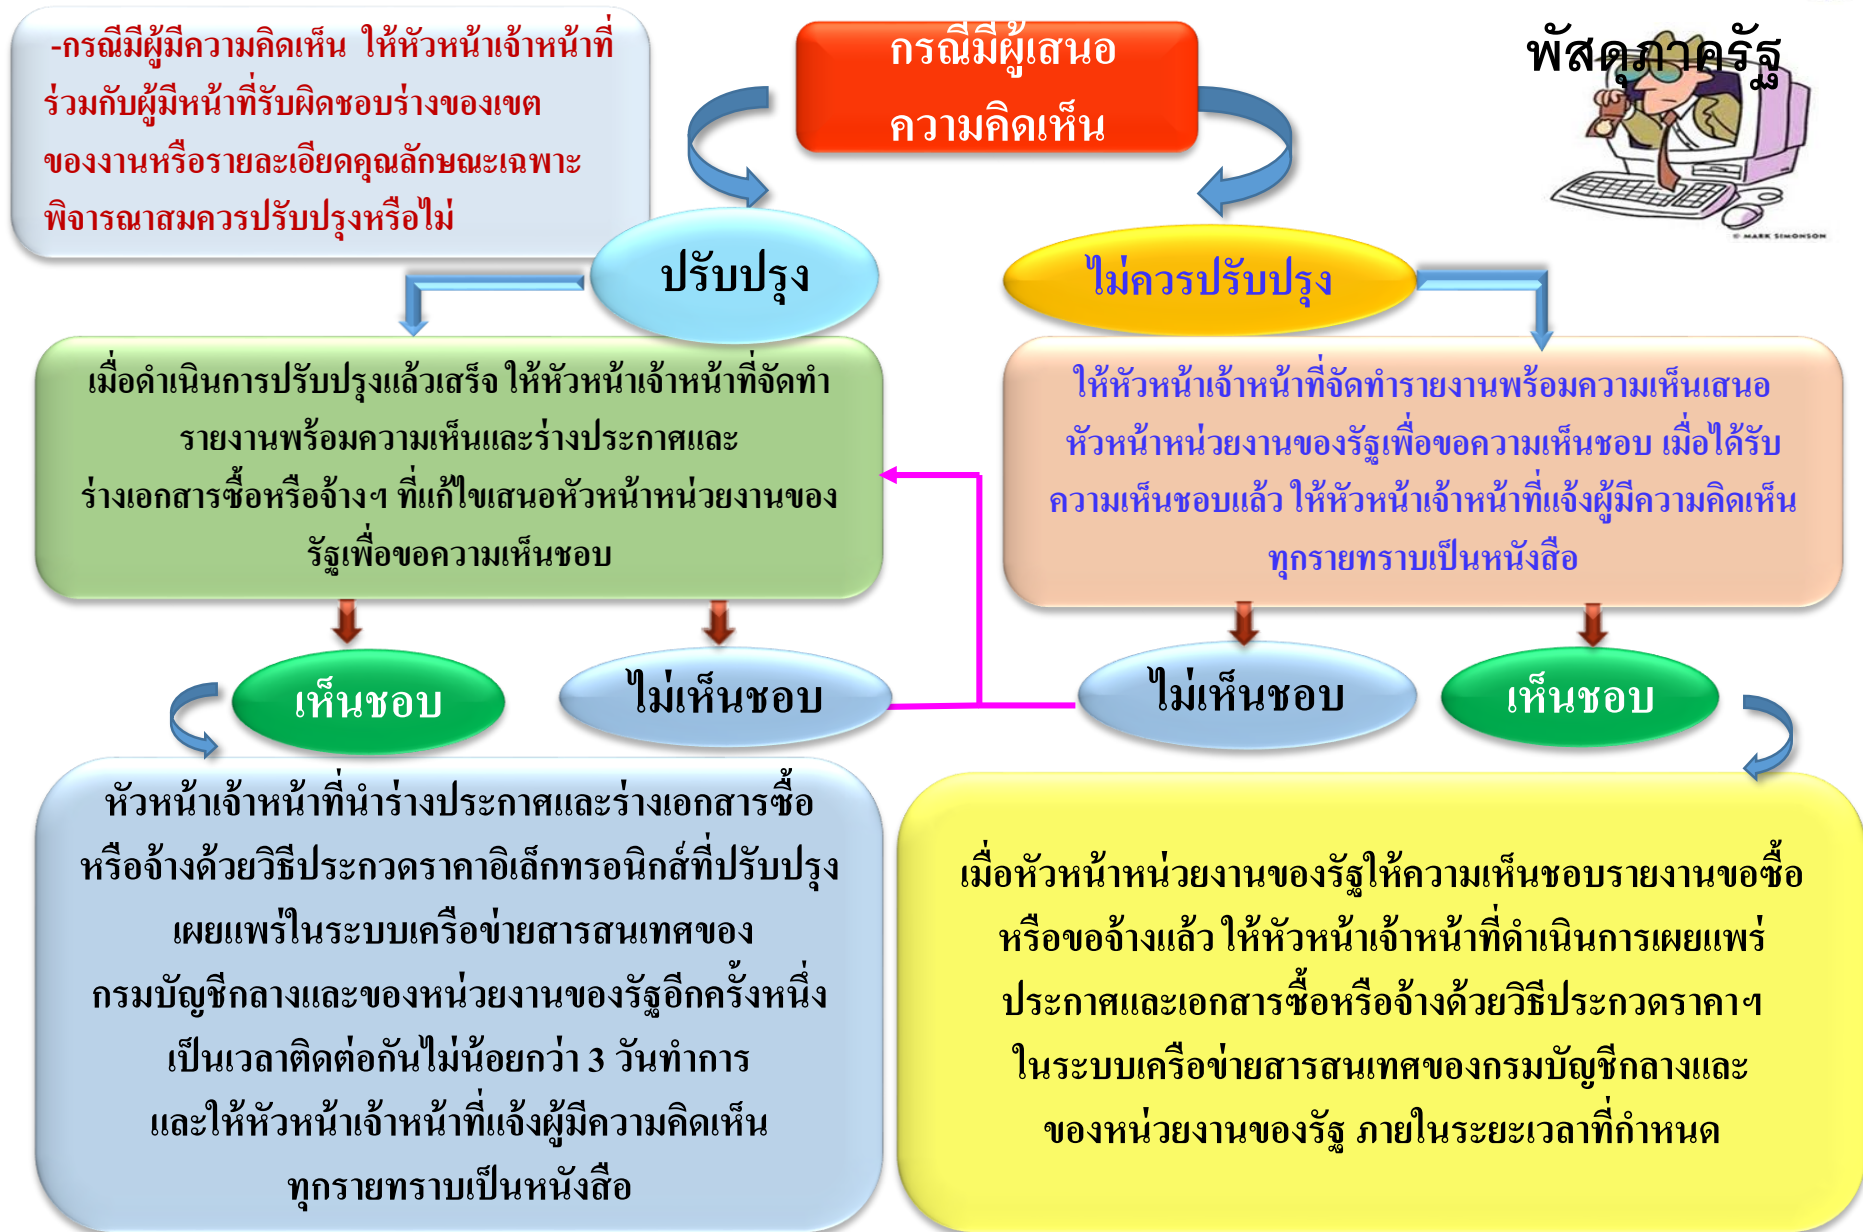 -กรณีมีผู้มีความคิดเห็น ให้หัวหน้าเจ้าหน้าที่
ร่วมกับผู้มีหน้าที่รับผิดชอบร่างของเขต
ของงานหรือรายละเอียดคุณลักษณะเฉพาะ
พิจารณาสมควรปรับปรุงหรือไม่
กรณีมีผู้เสนอ
ความคิดเห็น
พัสดุภาครัฐ
© MARK SIMONSON
ปรับปรุง
ไม่ควรปรับปรุง
เมื่อดำเนินการปรับปรุงแล้วเสร็จ ให้หัวหน้าเจ้าหน้าที่จัดทำ
รายงานพร้อมความเห็นและร่างประกาศและ
ร่างเอกสารซื้อหรือจ้างฯ ที่แก้ไขเสนอหัวหน้าหน่วยงานของ
รัฐเพื่อขอความเห็นชอบ
ให้หัวหน้าเจ้าหน้าที่จัดทำรายงานพร้อมความเห็นเสนอ
หัวหน้าหน่วยงานของรัฐเพื่อขอความเห็นชอบ เมื่อได้รับ
ความเห็นชอบแล้ว ให้หัวหน้าเจ้าหน้าที่แจ้งผู้มีความคิดเห็น
ทุกรายทราบเป็นหนังสือ
เห็นชอบ
ไม่เห็นชอบ
ไม่เห็นชอบ
เห็นชอบ
หัวหน้าเจ้าหน้าที่นำร่างประกาศและร่างเอกสารซื้อ
หรือจ้างด้วยวิธีประกวดราคาอิเล็กทรอนิกส์ที่ปรับปรุง
เผยแพร่ในระบบเครือข่ายสารสนเทศของ
กรมบัญชีกลางและของหน่วยงานของรัฐอีกครั้งหนึ่ง
เป็นเวลาติดต่อกันไม่น้อยกว่า 3 วันทำการ
และให้หัวหน้าเจ้าหน้าที่แจ้งผู้มีความคิดเห็น
ทุกรายทราบเป็นหนังสือ
เมื่อหัวหน้าหน่วยงานของรัฐให้ความเห็นชอบรายงานขอซื้อ
หรือขอจ้างแล้ว ให้หัวหน้าเจ้าหน้าที่ดำเนินการเผยแพร่
ประกาศและเอกสารซื้อหรือจ้างด้วยวิธีประกวดราคาฯ
ในระบบเครือข่ายสารสนเทศของกรมบัญชีกลางและ
ของหน่วยงานของรัฐ ภายในระยะเวลาที่กำหนด